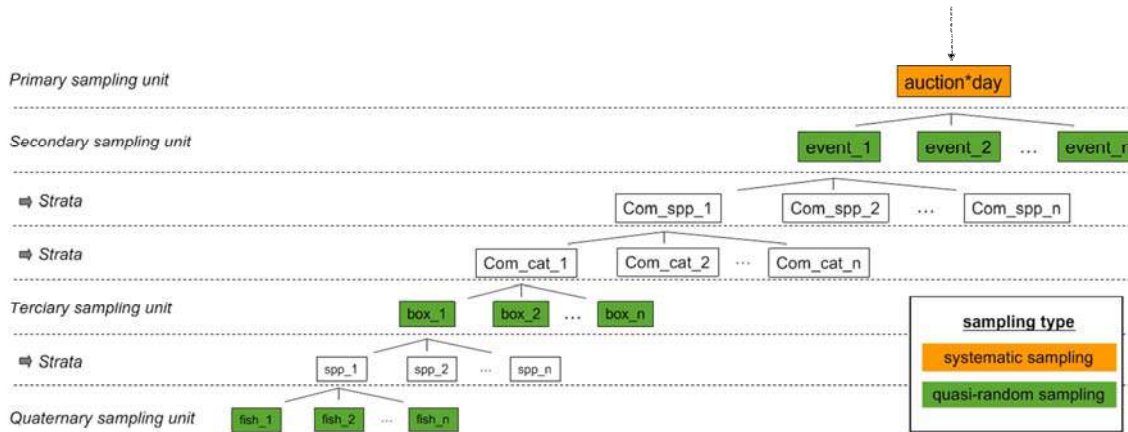 Primary sampling unit
auction*day
Secondary sampling unit
event_1 event_2 ... event_n
Strata
Com_spp_1 Com_spp_2 ... Com_spp_n
Strata
Com_cat_1 Com_cat_2 ... Com_cat_n
Terciary sampling unit
box_1 box_2 ... box_n
Strata
spp_1 spp_2 ... spp_n
Quaternary sampling unit
fish_1 fish_2 ... fish_n
sampling type
systematic sampling
quasi-random sampling